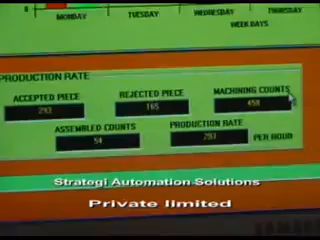 MONDAY TUESDAY WEDNESDAY THURSDAY
WEEK DAYS
PRODUCTION RATE
ACCEPTED PIECE REJECTED PIECE MACHINING COUNTS
293 165 458
ASSEMBLED COUNTS PRODUCTION RATE
54 293 PER HOUR
Strategi Automation Solutions
Private limited